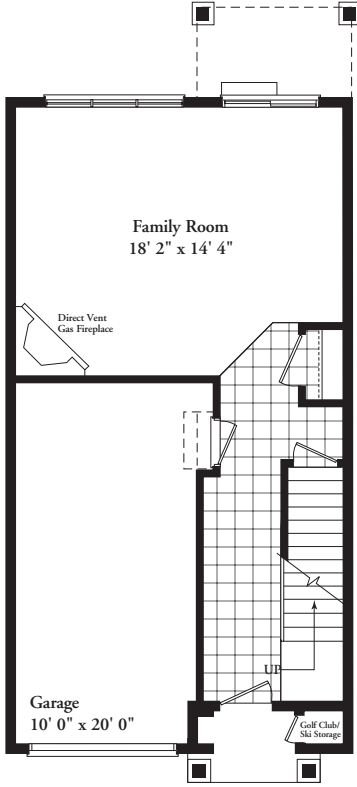 Family Room
18' 2" x 14' 4"
Direct Vent
Gas Fireplace
UP
Garage
10' 0" x 20' 0"
Golf Club/
Ski Storage